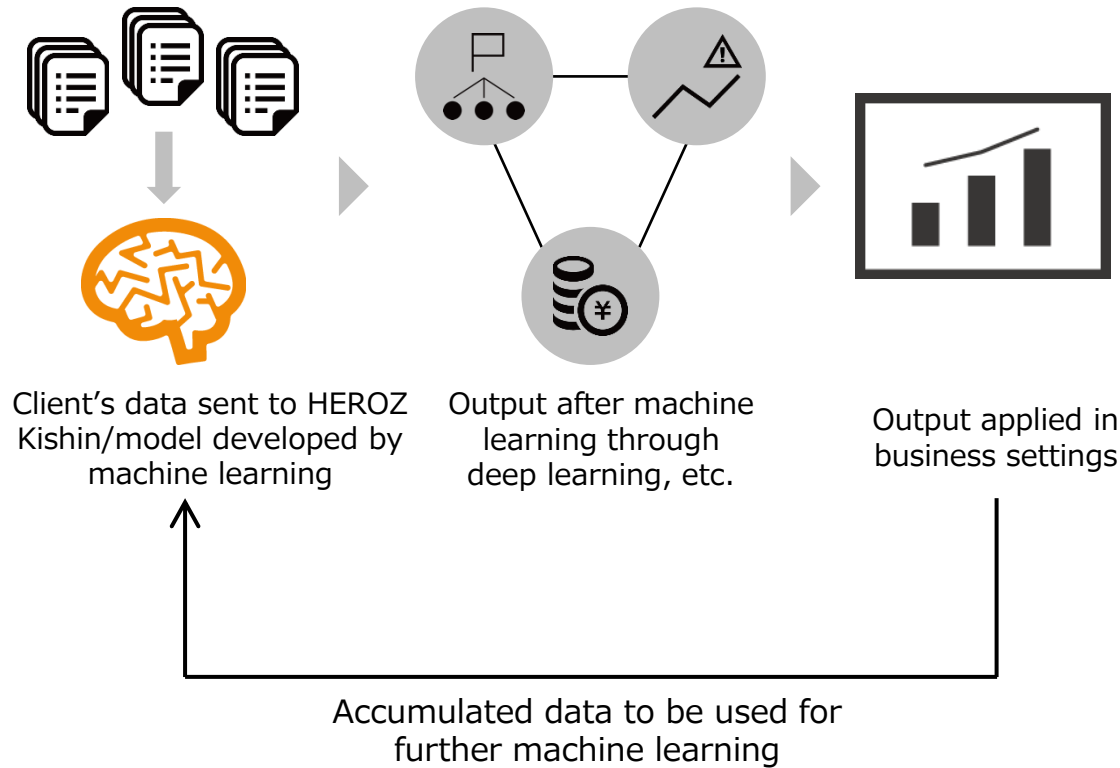 Client’s data sent to HEROZ
Kishin/model developed by
machine learning
Output after machine
learning through
deep learning, etc.
Output applied in
business settings
Accumulated data to be used for
further machine learning
¥